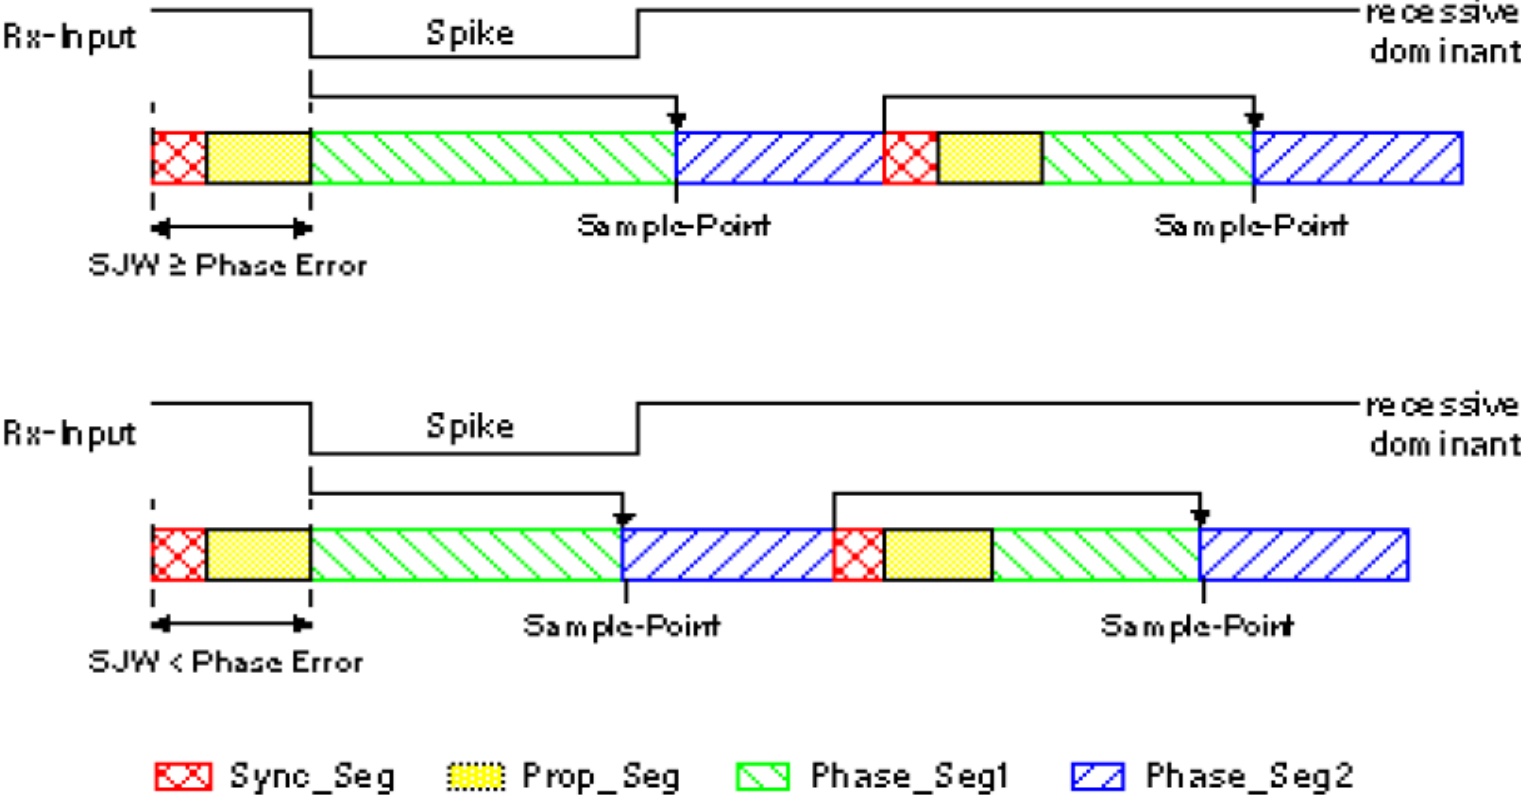 recessive
Rx-Input
Spike
dominant
Sample-Point
Sample-Point
SJW ≥ Phase Error
recessive
Rx-Input
Spike
dominant
Sample-Point
Sample-Point
SJW < Phase Error
Sync_Seg
Prop_Seg
Phase_Seg1
Phase_Seg2